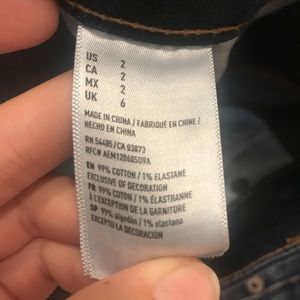 US 2
CA 2
MX 2
UK 6
MADE IN CHINA / FABRIQUÉ EN CHINE /
HECHO EN CHINA
RN 54485/CA 03873
RFC# AEM120605U9A
EN 99% COTTON / 1% ELASTANE
EXCLUSIVE OF DECORATION
FR 99% COTON / 1% ÉLASTHANNE
À L'EXCEPTION DE LA GARNITURE
SP 99% algodón / 1% elastano
EXCEPTO LA DECORACIÓN